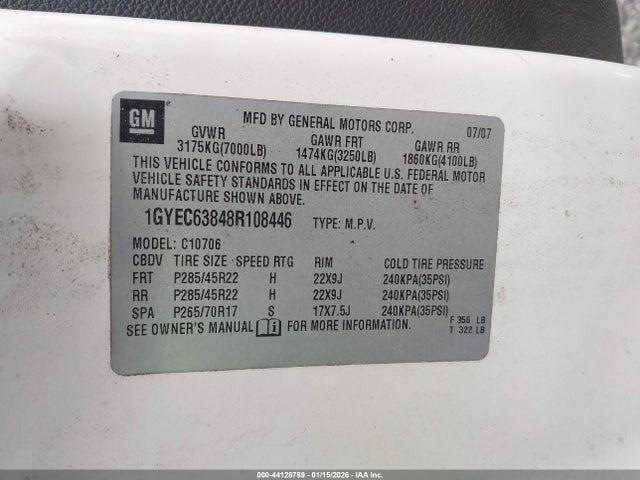 GM
MFD BY GENERAL MOTORS CORP. 07/07
GVWR GAWR FRT GAWR RR
3175KG(7000LB) 1474KG(3250LB) 1860KG(4100LB)
THIS VEHICLE CONFORMS TO ALL APPLICABLE U.S. FEDERAL MOTOR
VEHICLE SAFETY STANDARDS IN EFFECT ON THE DATE OF
MANUFACTURE SHOWN ABOVE.
1GYEC63848R108446 TYPE: M.P.V.
MODEL: C10706
CBDV TIRE SIZE SPEED RTG RIM COLD TIRE PRESSURE
FRT P285/45R22 H 22X9J 240KPA(35PSI)
RR P285/45R22 H 22X9J 240KPA(35PSI)
SPA P265/70R17 S 17X7.5J 240KPA(35PSI)
SEE OWNER'S MANUAL FOR MORE INFORMATION.
F 356 LB
T 322 LB
000-44128789 - 01/15/2026 - IAAI.COM